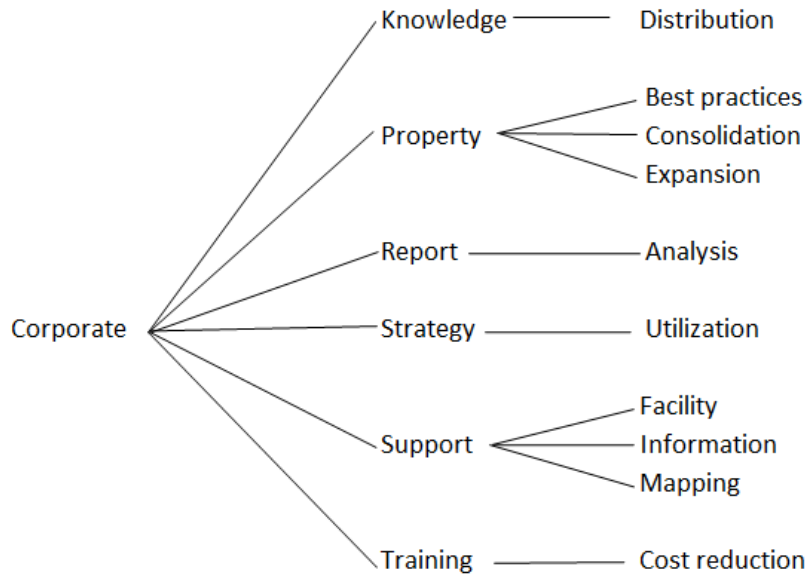 Knowledge
Distribution
Property
Best practices
Consolidation
Expansion
Report
Analysis
Corporate
Strategy
Utilization
Support
Facility
Information
Mapping
Training
Cost reduction